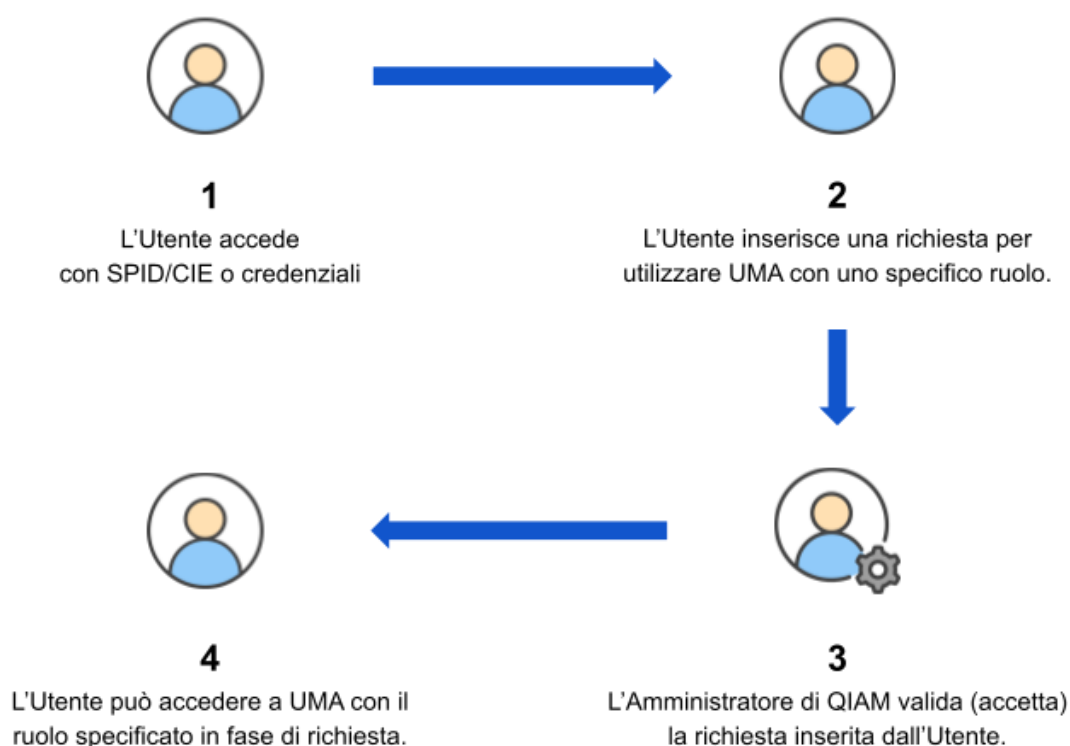 1
L'Utente accede
con SPID/CIE o credenziali
2
L'Utente inserisce una richiesta per
utilizzare UMA con uno specifico ruolo.
3
L'Amministratore di QIAM valida (accetta)
la richiesta inserita dall'Utente.
4
L'Utente può accedere a UMA con il
ruolo specificato in fase di richiesta.